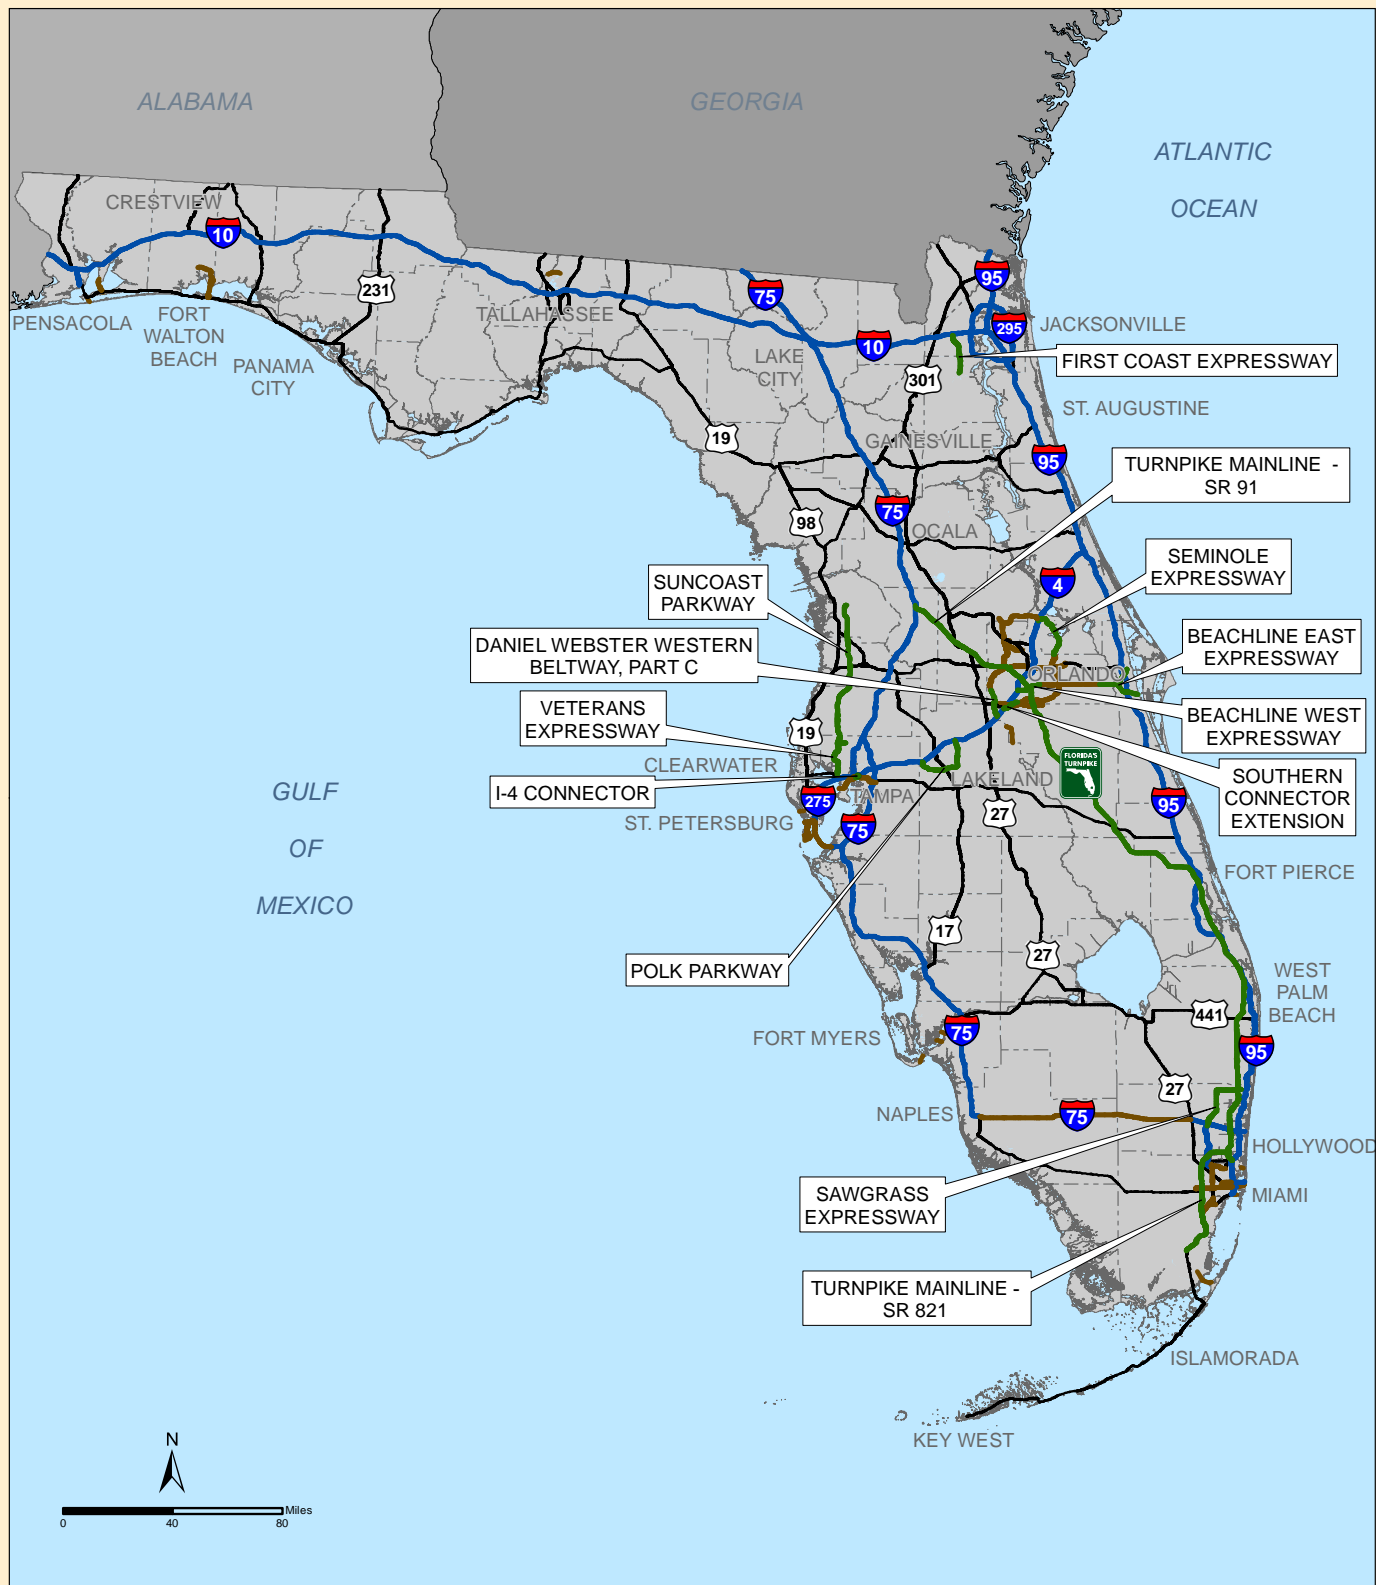 ALABAMA
GEORGIA
ATLANTIC
OCEAN
CRESTVIEW
10
231
PENSACOLA
FORT
WALTON
BEACH
PANAMA
CITY
TALLAHASSEE
75
LAKE
CITY
10
95
295
JACKSONVILLE
FIRST COAST EXPRESSWAY
301
ST. AUGUSTINE
19
GAINESVILLE
95
TURNPIKE MAINLINE -
SR 91
98
75
OCALA
SEMINOLE
EXPRESSWAY
4
SUNCOAST
PARKWAY
DANIEL WEBSTER WESTERN
BELTWAY, PART C
BEACHLINE EAST
EXPRESSWAY
ORLANDO
VETERANS
EXPRESSWAY
BEACHLINE WEST
EXPRESSWAY
19
CLEARWATER
FLORIDA'S
TURNPIKE
I-4 CONNECTOR
LAKELAND
SOUTHERN
CONNECTOR
EXTENSION
275
TAMPA
95
27
ST. PETERSBURG
75
GULF
OF
MEXICO
FORT PIERCE
17
27
POLK PARKWAY
WEST
PALM
BEACH
441
FORT MYERS
75
95
27
NAPLES
75
HOLLYWOOD
SAWGRASS
EXPRESSWAY
MIAMI
TURNPIKE MAINLINE -
SR 821
ISLAMORADA
KEY WEST
N
Miles
0 40 80